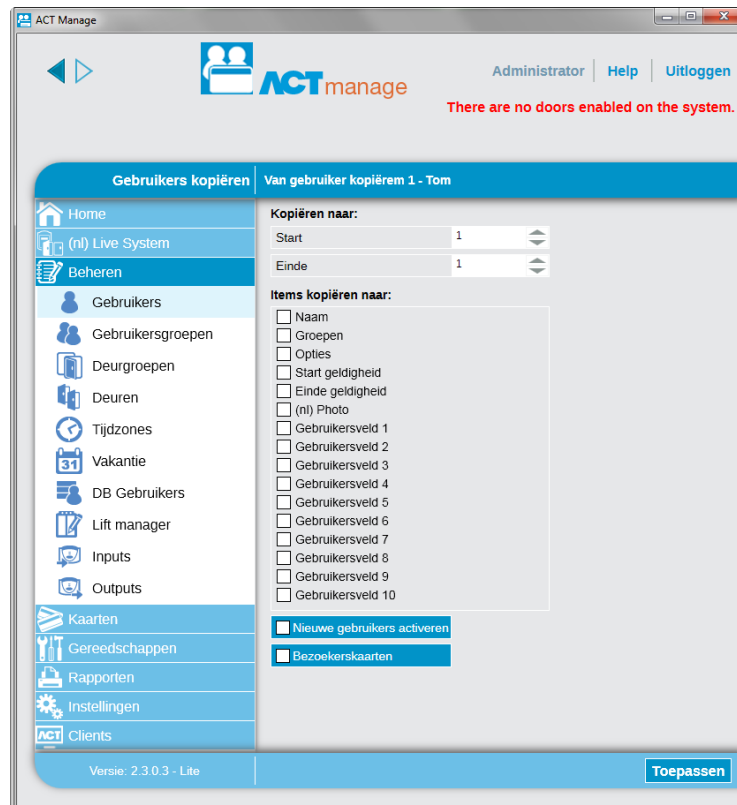 ACT Manage
ACTmanage
Administrator Help Uitloggen
There are no doors enabled on the system.
Gebruikers kopiëren
Van gebruiker kopiërem 1 - Tom
Home
(nl) Live System
Beheren
Gebruikers
Gebruikersgroepen
Deurgroepen
Deuren
Tijdzones
31
Vakantie
DB Gebruikers
Lift manager
Inputs
Outputs
Kaarten
Gereedschappen
Rapporten
Instellingen
ACT
Clients
Kopiëren naar:
Start 1
Einde 1
Items kopiëren naar:
Naam
Groepen
Opties
Start geldigheid
Einde geldigheid
(nl) Photo
Gebruikersveld 1
Gebruikersveld 2
Gebruikersveld 3
Gebruikersveld 4
Gebruikersveld 5
Gebruikersveld 6
Gebruikersveld 7
Gebruikersveld 8
Gebruikersveld 9
Gebruikersveld 10
Nieuwe gebruikers activeren
Bezoekerskaarten
Versie: 2.3.0.3 - Lite
Toepassen